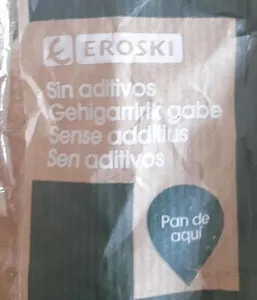 EROSKI
Sin aditivos
Gehigarririk gabe
Sense additius
Sen aditivos
Pan de
aquí